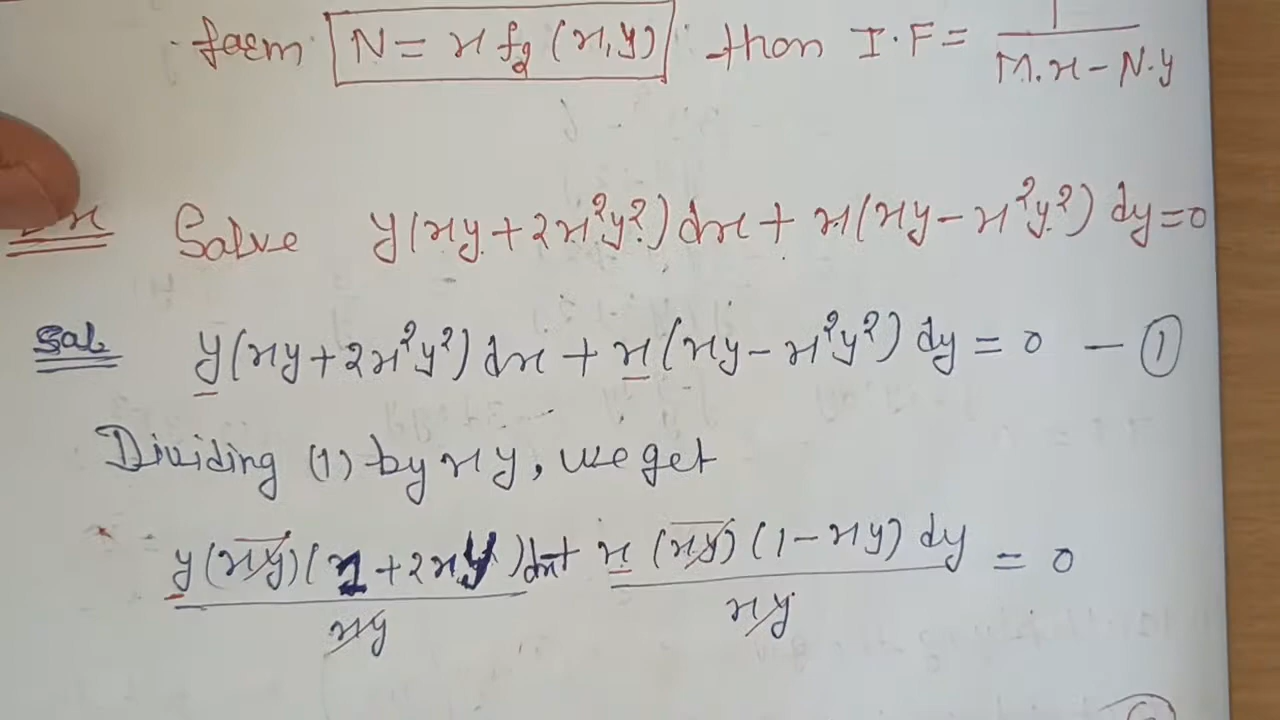 form N = x f₂ (x,y) then I.F = 1/(M.x - N.y)
Ex Solve y(xy + 2x²y²) dx + x(xy - x²y²) dy = 0
Sol. y(xy + 2x²y²) dx + x(xy - x²y²) dy = 0 - ①
Dividing (1) by xy, we get
y(xy)(1 + 2xy)dx/xy + x(xy)(1 - xy) dy/xy = 0